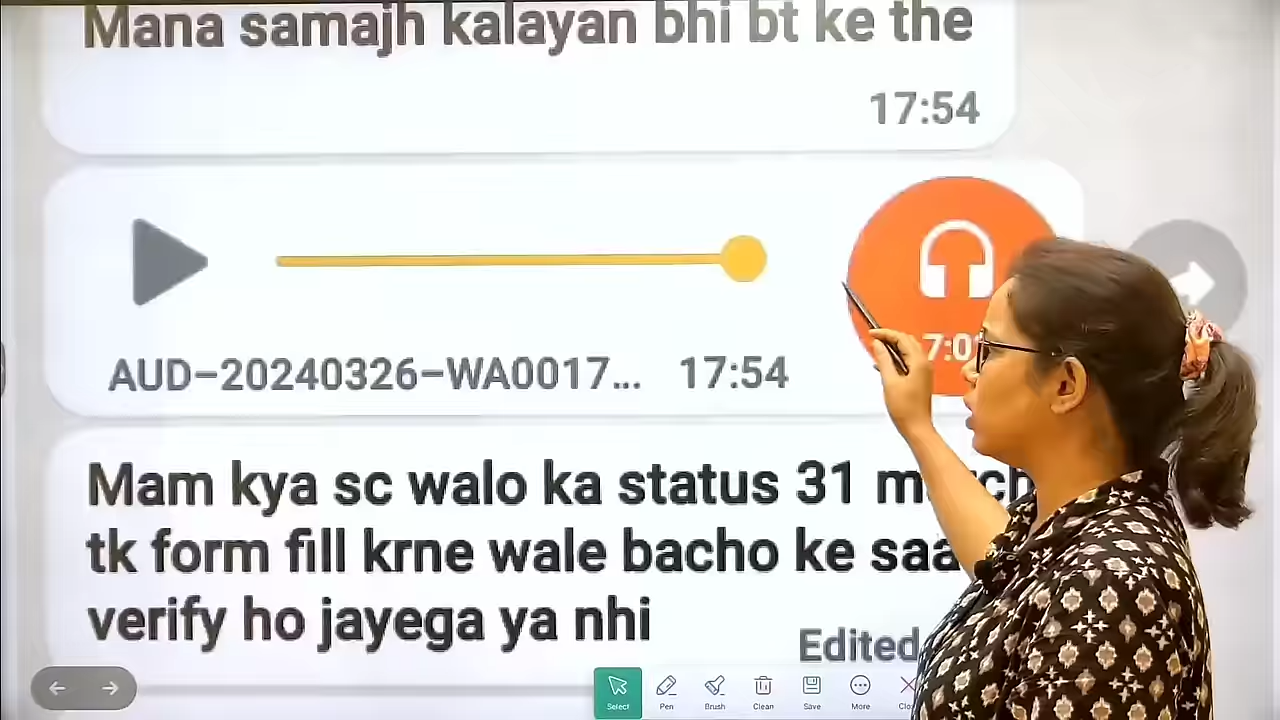 Mana samajh kalayan bhi bt ke the
17:54
AUD-20240326-WA0017... 17:54
Mam kya sc walo ka status 31
tk form fill krne wale bacho ke
verify ho jayega ya nhi
Edited
Select Pen Brush Clean Save More